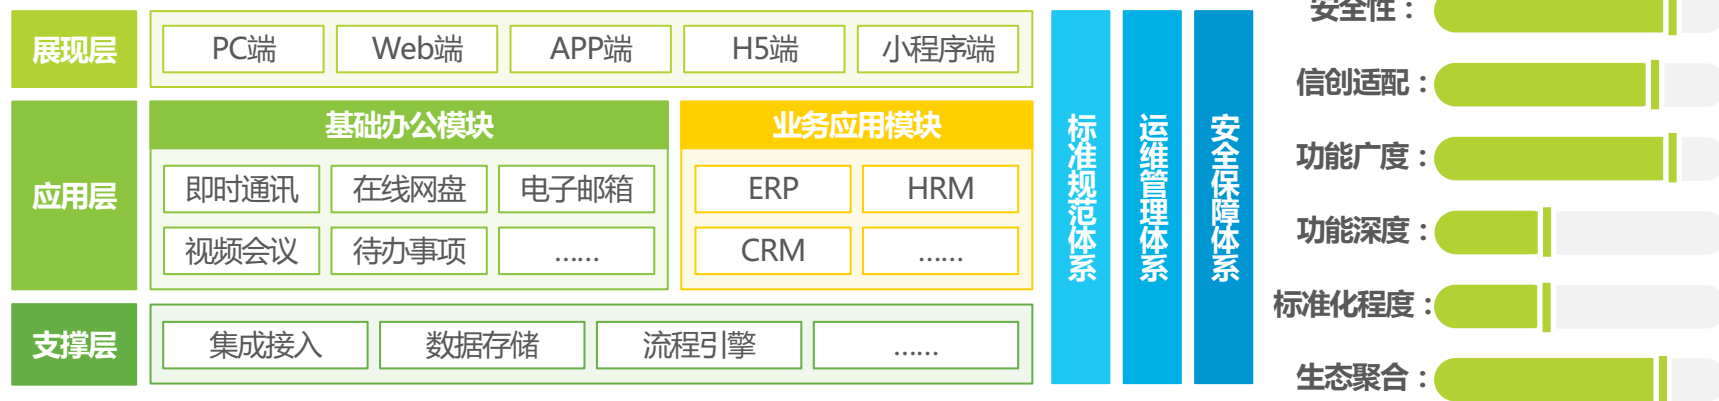 展现层
PC端
Web端
APP端
H5端
小程序端
应用层
基础办公模块
即时通讯
在线网盘
电子邮箱
视频会议
待办事项
……
业务应用模块
ERP
HRM
CRM
……
支撑层
集成接入
数据存储
流程引擎
……
标准规范体系
运维管理体系
安全保障体系
安全性：
信创适配：
功能广度：
功能深度：
标准化程度：
生态聚合：